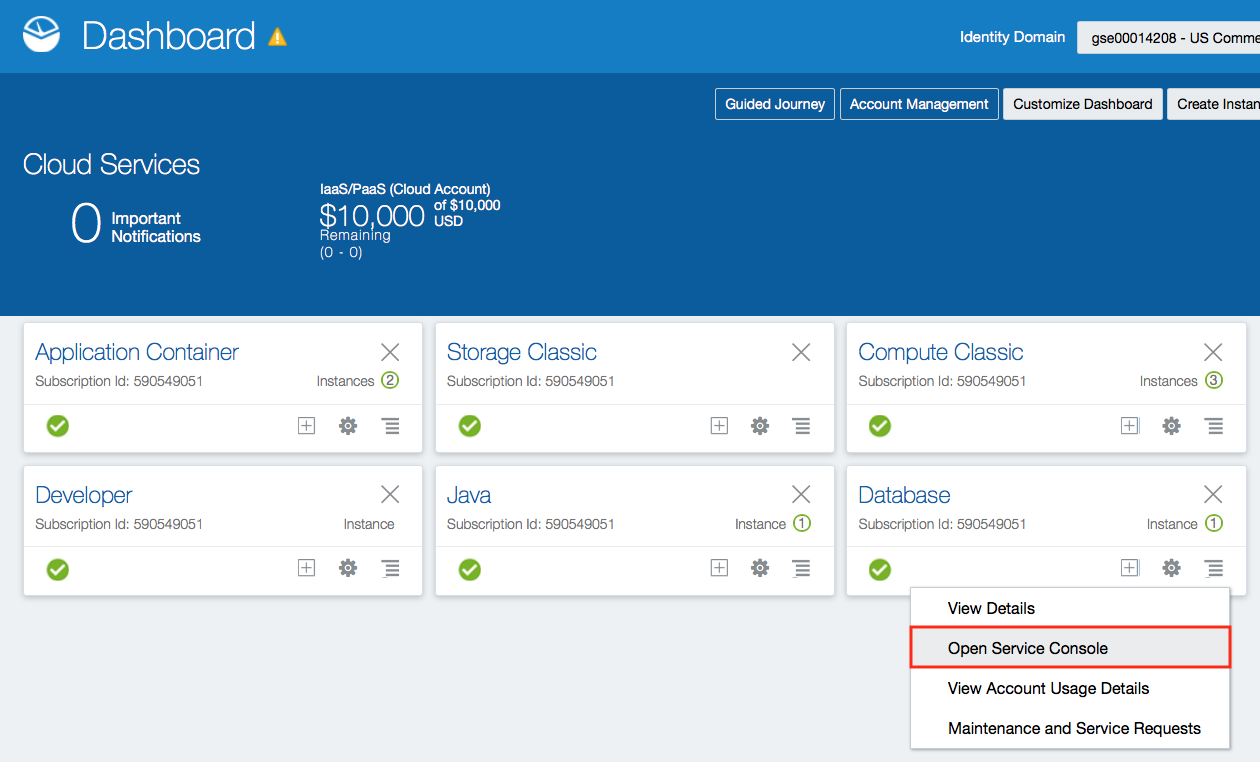 Dashboard
Identity Domain
gse00014208 - US Comme
Guided Journey
Account Management
Customize Dashboard
Create Instan
Cloud Services
0
Important
Notifications
IaaS/PaaS (Cloud Account)
$10,000 of $10,000
USD
Remaining
(0 - 0)
Application Container
Subscription Id: 590549051
Instances 2
Storage Classic
Subscription Id: 590549051
Compute Classic
Subscription Id: 590549051
Instances 3
Developer
Subscription Id: 590549051
Instance
Java
Subscription Id: 590549051
Instance 1
Database
Subscription Id: 590549051
Instance 1
View Details
Open Service Console
View Account Usage Details
Maintenance and Service Requests